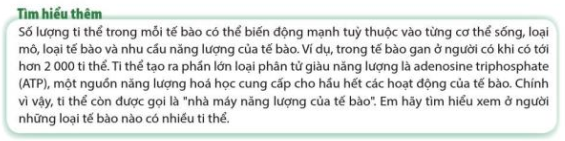 Tìm hiểu thêm
Số lượng ti thể trong mỗi tế bào có thể biến động mạnh tuỳ thuộc vào từng cơ thể sống, loại
mô, loại tế bào và nhu cầu năng lượng của tế bào. Ví dụ, trong tế bào gan ở người có khi có tới
hơn 2 000 ti thể. Ti thể tạo ra phần lớn loại phân tử giàu năng lượng là adenosine triphosphate
(ATP), một nguồn năng lượng hoá học cung cấp cho hầu hết các hoạt động của tế bào. Chính
vì vậy, ti thể còn được gọi là "nhà máy năng lượng của tế bào". Em hãy tìm hiểu xem ở người
những loại tế bào nào có nhiều ti thể.